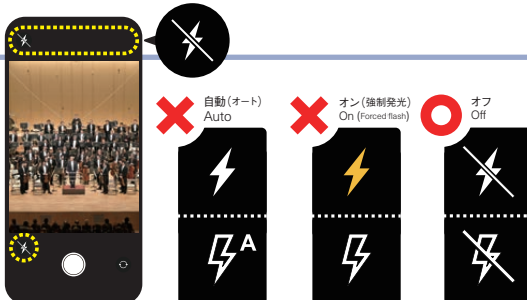 自動（オート）
Auto
オン（強制発光）
On (Forced flash)
オフ
Off
A